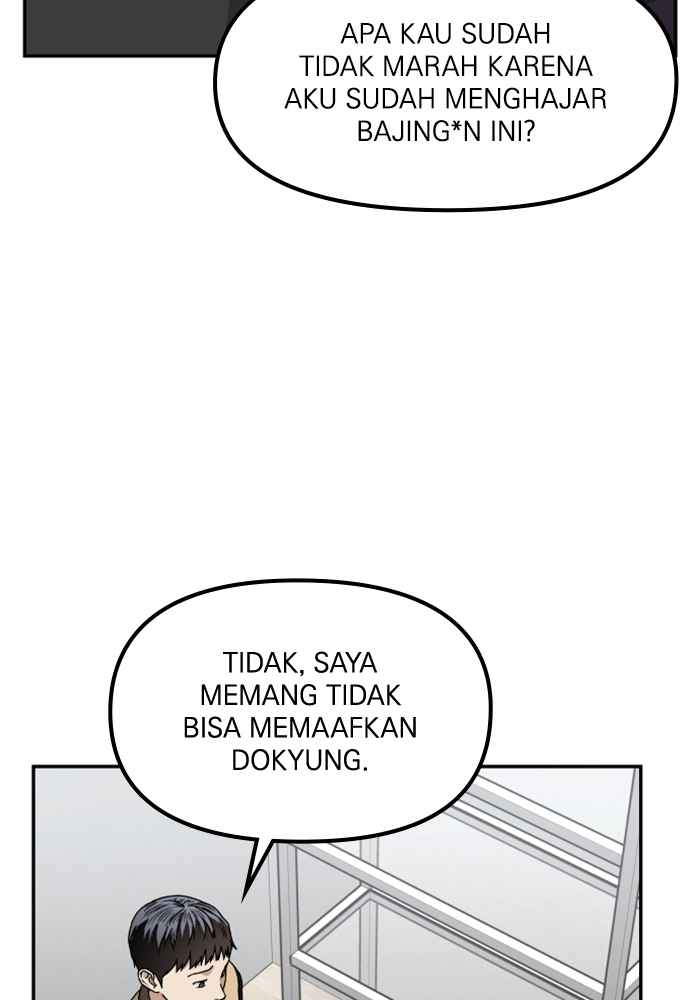 APA KAU SUDAH
TIDAK MARAH KARENA
AKU SUDAH MENGHAJAR
BAJING*N INI?
TIDAK, SAYA
MEMANG TIDAK
BISA MEMAAFKAN
DOKYUNG.